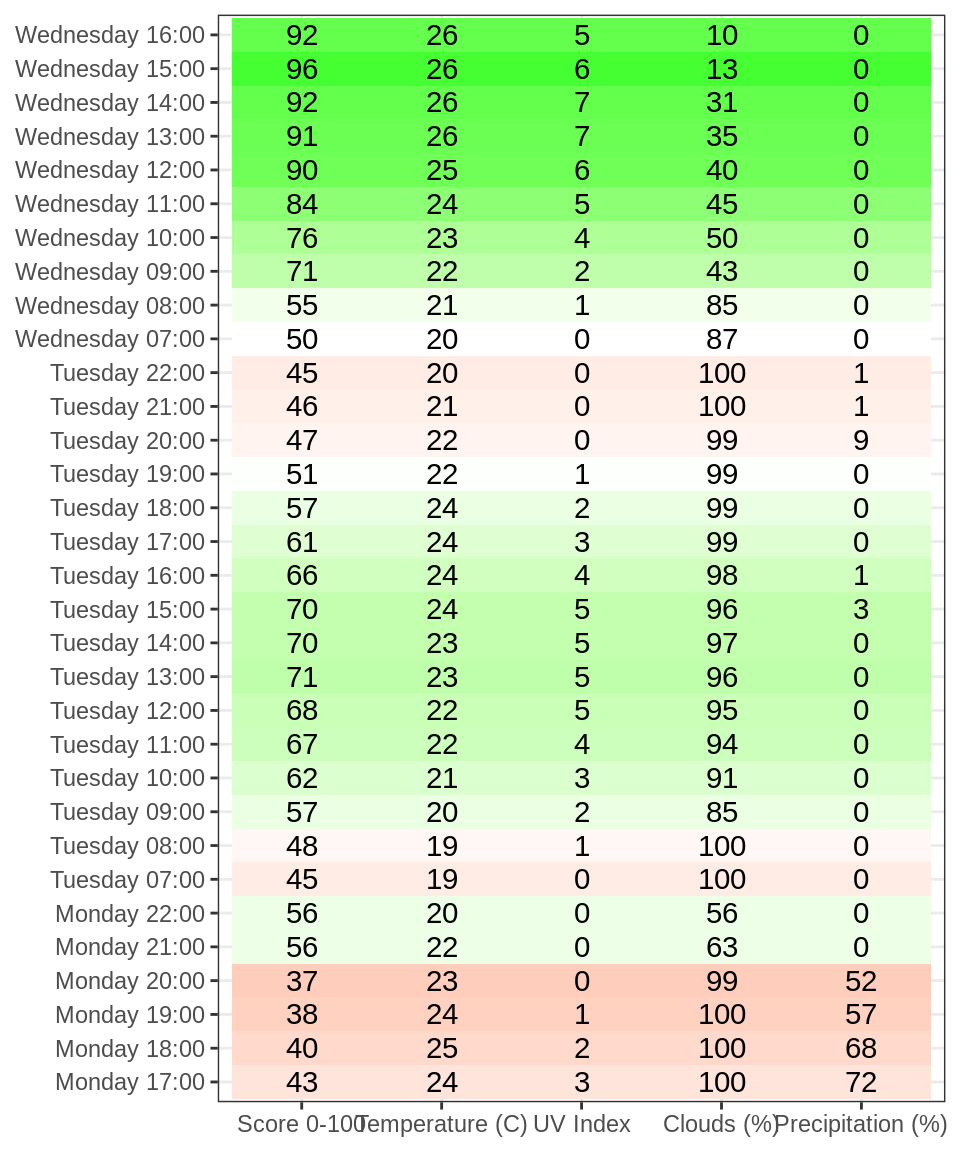 Wednesday 16:00 92 26 5 10 0
Wednesday 15:00 96 26 6 13 0
Wednesday 14:00 92 26 7 31 0
Wednesday 13:00 91 26 7 35 0
Wednesday 12:00 90 25 6 40 0
Wednesday 11:00 84 24 5 45 0
Wednesday 10:00 76 23 4 50 0
Wednesday 09:00 71 22 2 43 0
Wednesday 08:00 55 21 1 85 0
Wednesday 07:00 50 20 0 87 0
Tuesday 22:00 45 20 0 100 1
Tuesday 21:00 46 21 0 100 1
Tuesday 20:00 47 22 0 99 9
Tuesday 19:00 51 22 1 99 0
Tuesday 18:00 57 24 2 99 0
Tuesday 17:00 61 24 3 99 0
Tuesday 16:00 66 24 4 98 1
Tuesday 15:00 70 24 5 96 3
Tuesday 14:00 70 23 5 97 0
Tuesday 13:00 71 23 5 96 0
Tuesday 12:00 68 22 5 95 0
Tuesday 11:00 67 22 4 94 0
Tuesday 10:00 62 21 3 91 0
Tuesday 09:00 57 20 2 85 0
Tuesday 08:00 48 19 1 100 0
Tuesday 07:00 45 19 0 100 0
Monday 22:00 56 20 0 56 0
Monday 21:00 56 22 0 63 0
Monday 20:00 37 23 0 99 52
Monday 19:00 38 24 1 100 57
Monday 18:00 40 25 2 100 68
Monday 17:00 43 24 3 100 72
Score 0-100 Temperature (C) UV Index Clouds (%) Precipitation (%)